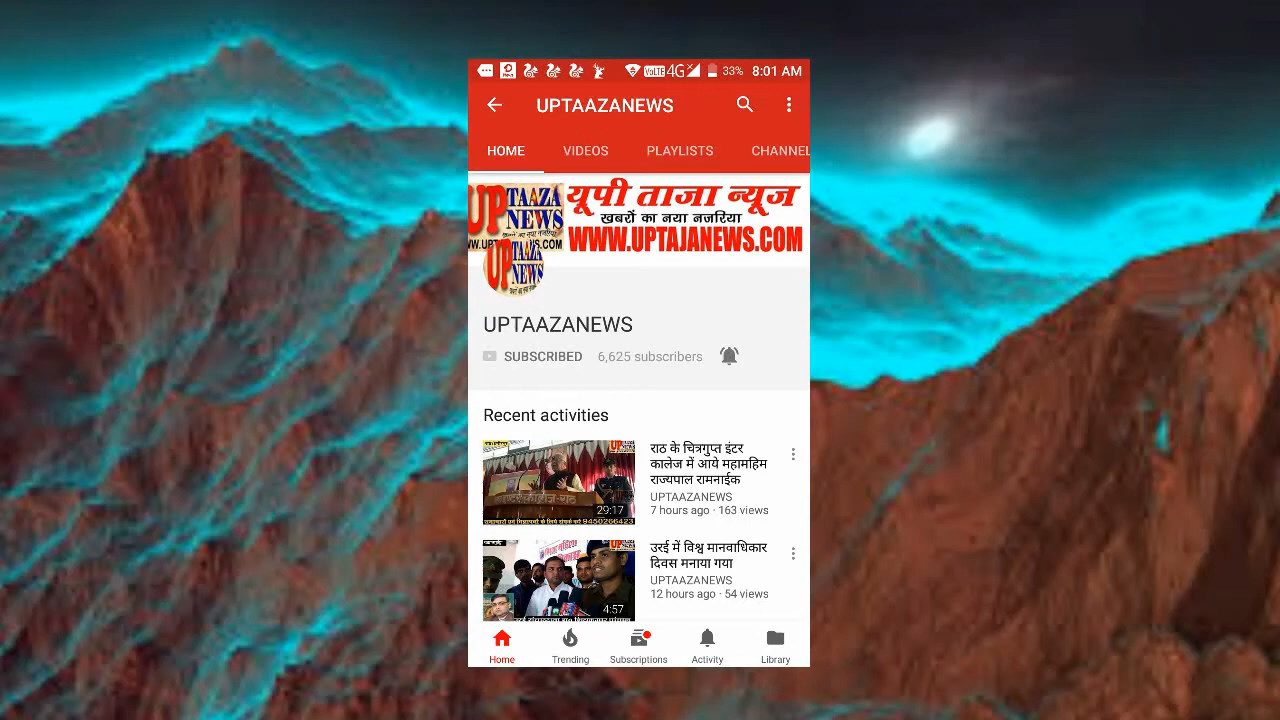 33% 8:01 AM
UPTAAZANEWS
HOME VIDEOS PLAYLISTS CHANNEL
UP TAAZA NEWS
यूपी ताजा न्यूज
खबरों का नया नजरिया
WWW.UPTAJANEWS.COM
UP TAAZA NEWS
UPTAAZANEWS
SUBSCRIBED 6,625 subscribers
Recent activities
राठ के चित्रगुप्त इंटर
कालेज में आये महामहिम
राज्यपाल रामनाईक
UPTAAZANEWS
7 hours ago · 163 views
29:17
उरई में विश्व मानवाधिकार
दिवस मनाया गया
UPTAAZANEWS
12 hours ago · 54 views
4:57
Home Trending Subscriptions Activity Library